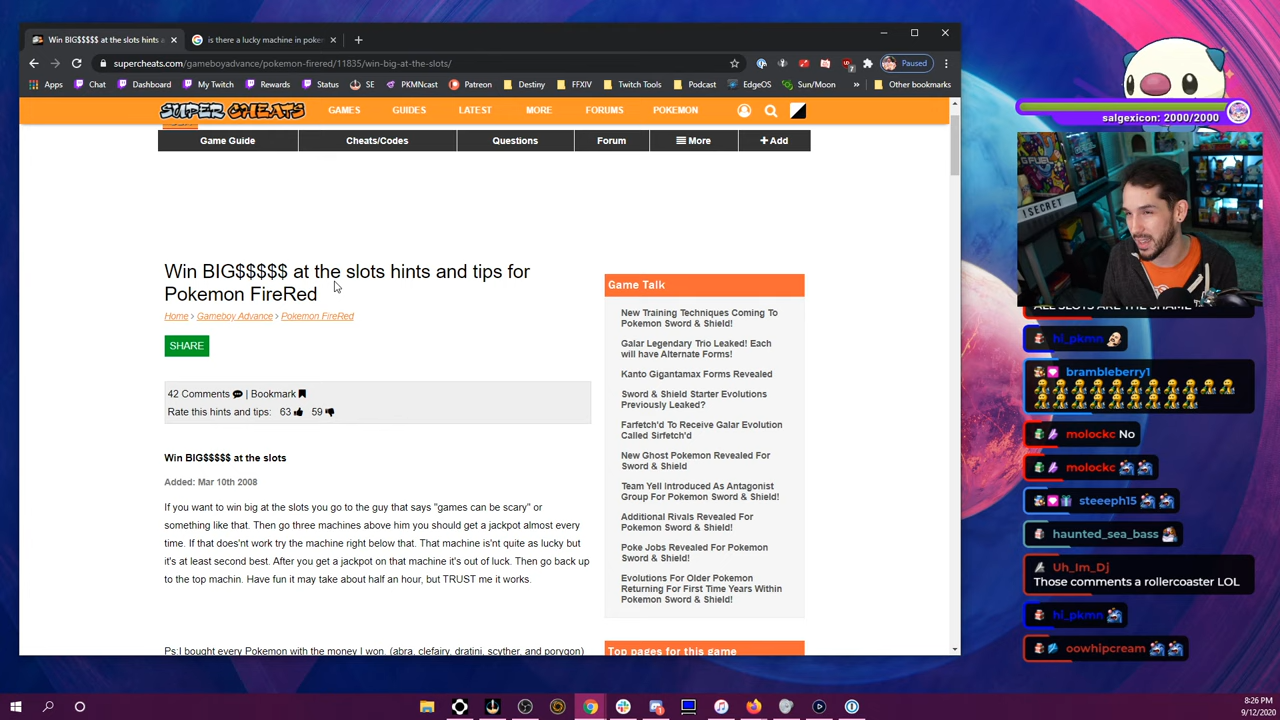 Win BIG$$$$$ at the slots hints a
is there a lucky machine in poke
supercheats.com/gameboyadvance/pokemon-firered/11835/win-big-at-the-slots/
Paused
Apps
Twitch
Chat
Dashboard
My Twitch
Rewards
Status
SE
PKMNcast
Patreon
Destiny
FFXIV
Twitch Tools
Podcast
EdgeOS
Sun/Moon
»
Other bookmarks
SUPER CHEATS
GAMES
GUIDES
LATEST
MORE
FORUMS
POKEMON
Game Guide
Cheats/Codes
Questions
Forum
More
+ Add
Win BIG$$$$$ at the slots hints and tips for
Pokemon FireRed
Home › Gameboy Advance › Pokemon FireRed
SHARE
42 Comments | Bookmark
Rate this hints and tips: 63 59
Win BIG$$$$$ at the slots
Added: Mar 10th 2008
If you want to win big at the slots you go to the guy that says "games can be scary" or
something like that. Then go three machines above him you should get a jackpot almost every
time. If that does'nt work try the machine right below that. That machine is'nt quite as lucky but
it's at least second best. After you get a jackpot on that machine it's out of luck. Then go back up
to the top machin. Have fun it may take about half an hour, but TRUST me it works.
Ps:I bought every Pokemon with the money I won. (abra, clefairy, dratini, scyther, and porygon)
Game Talk
New Training Techniques Coming To
Pokemon Sword & Shield!
Galar Legendary Trio Leaked! Each
will have Alternate Forms!
Kanto Gigantamax Forms Revealed
Sword & Shield Starter Evolutions
Previously Leaked?
Farfetch'd To Receive Galar Evolution
Called Sirfetch'd
New Ghost Pokemon Revealed For
Sword & Shield
Team Yell Introduced As Antagonist
Group For Pokemon Sword & Shield!
Additional Rivals Revealed For
Pokemon Sword & Shield!
Poke Jobs Revealed For Pokemon
Sword & Shield!
Evolutions For Older Pokemon
Returning For First Time Years Within
Pokemon Sword & Shield!
Top pages for this game
salgexicon: 2000/2000
G FUEL
1 SECRET
ALL SLOTS ARE THE SHAME
hi_pkmn
brambleberry1
molockc No
molockc
steeeph15
haunted_sea_bass
Uh_Im_Dj
Those comments a rollercoaster LOL
hi_pkmn
oowhipcream
8:26 PM
9/12/2020